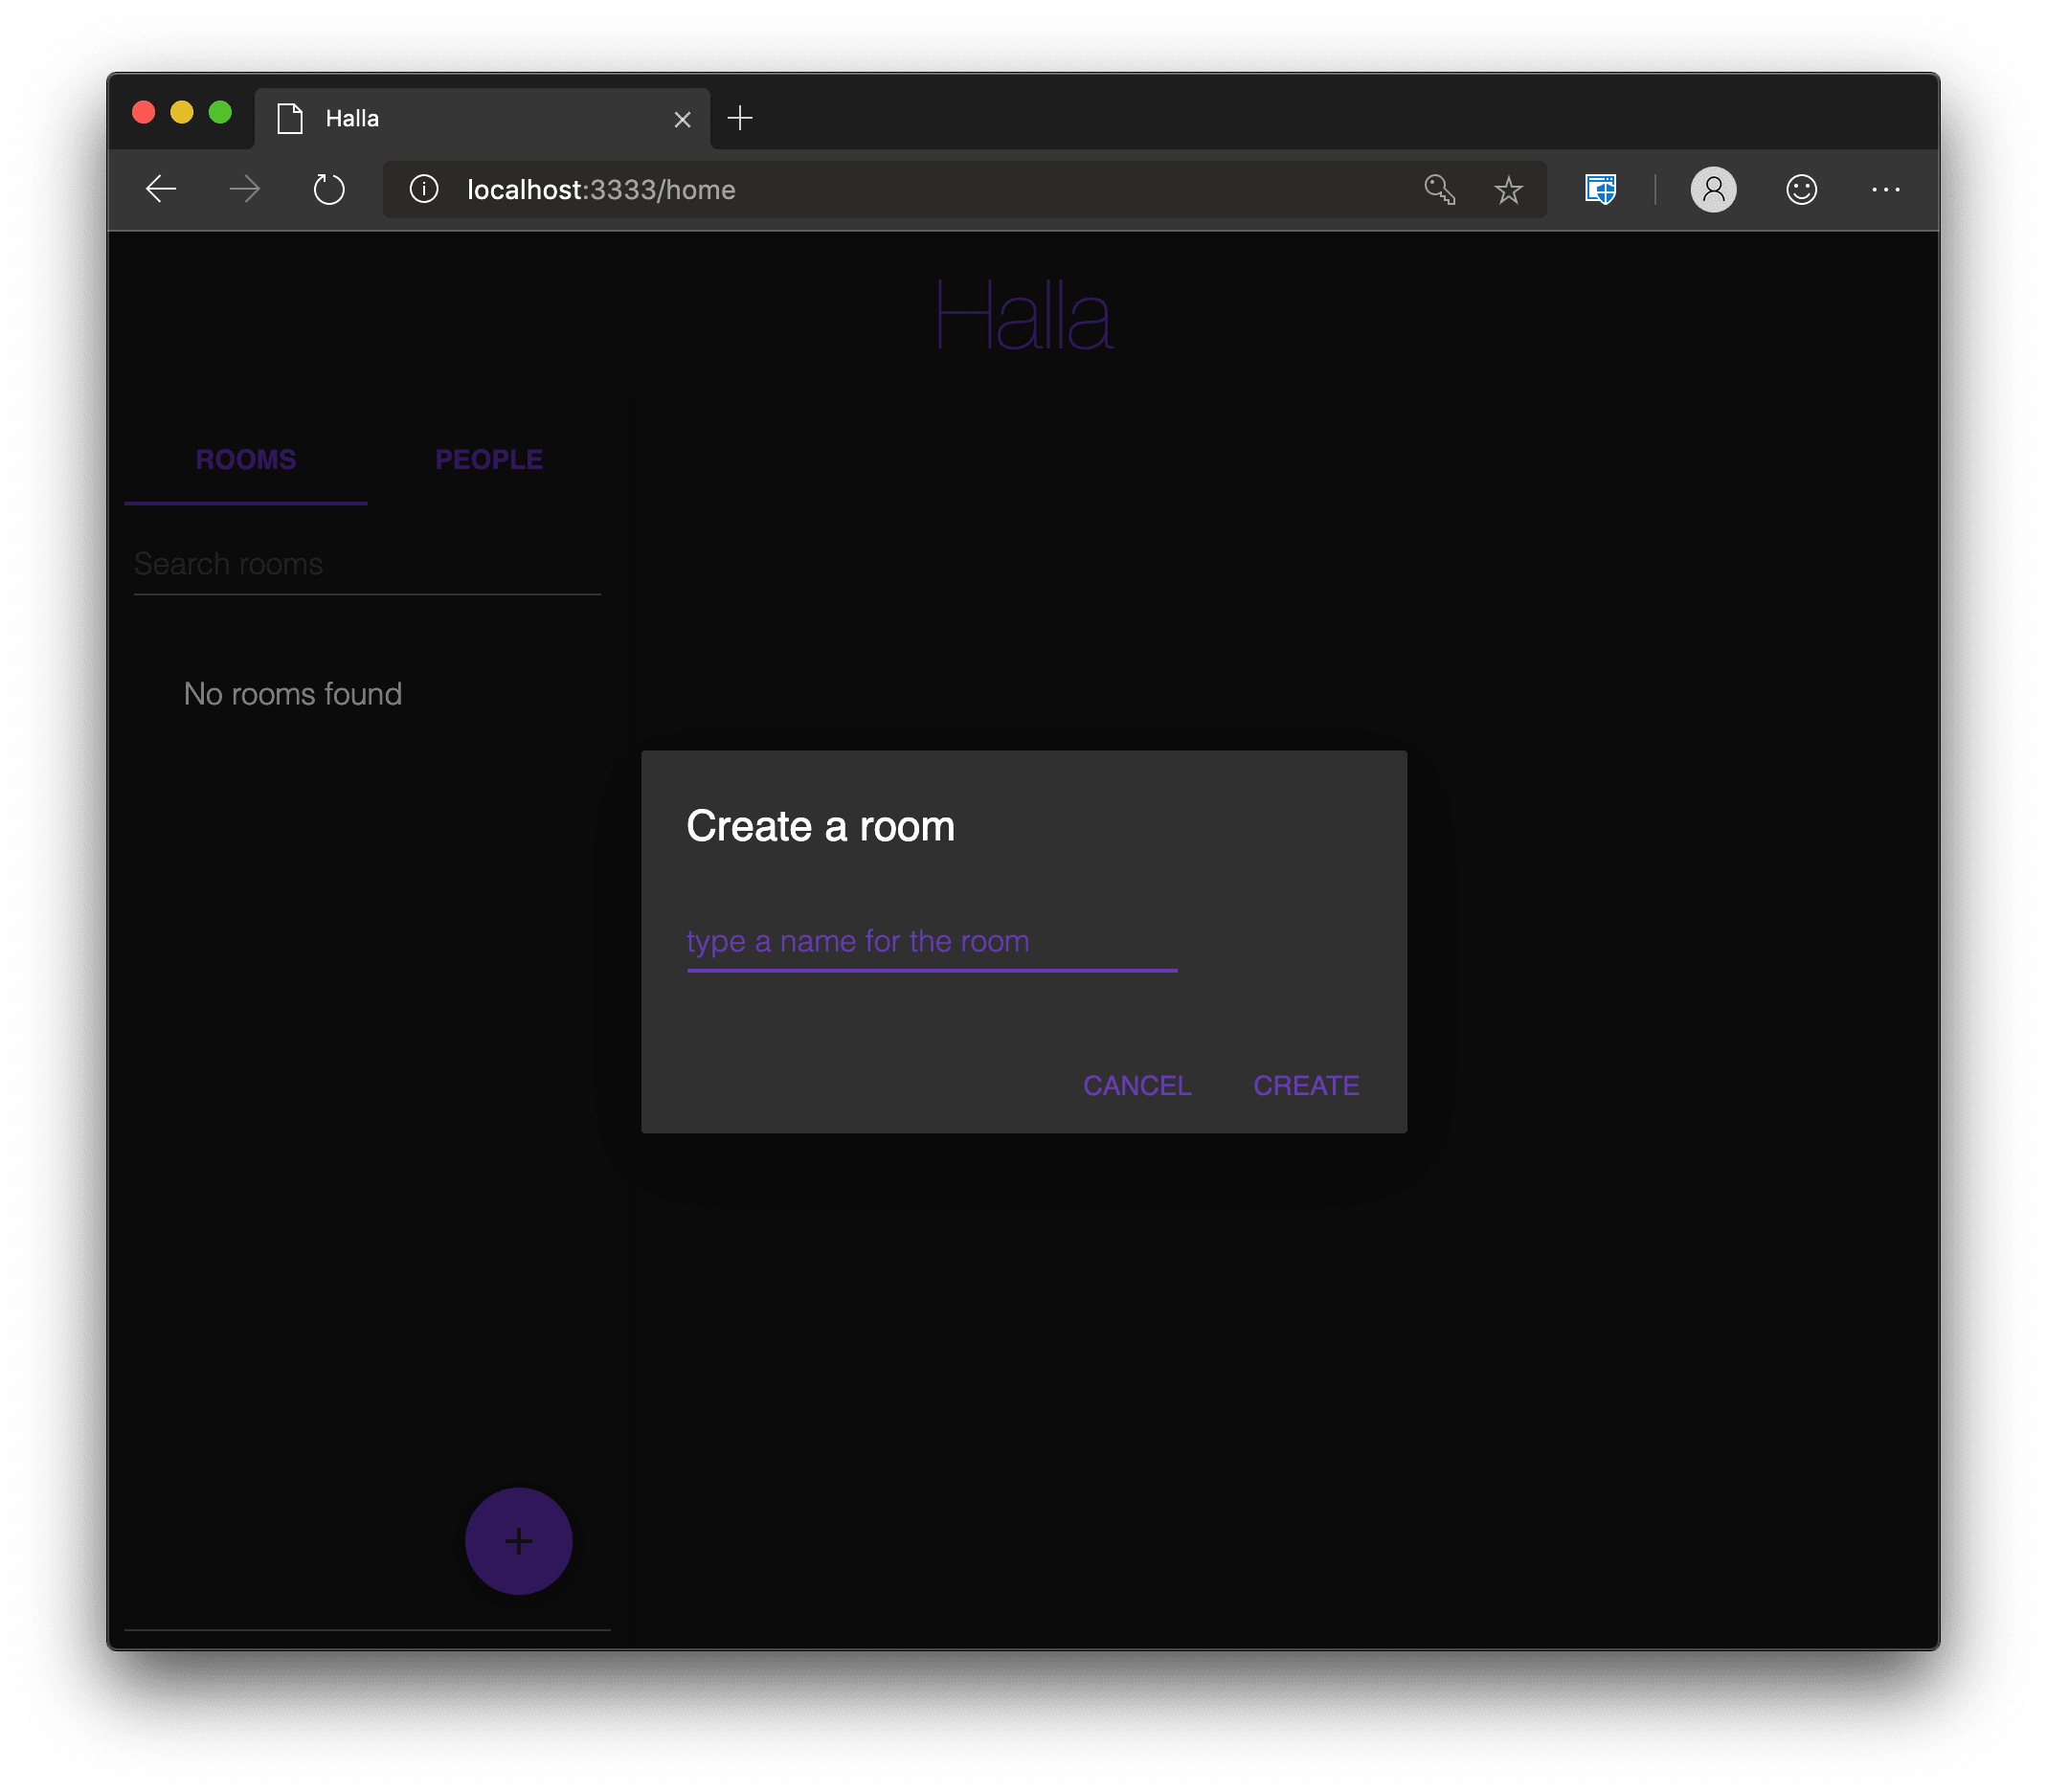 Halla
localhost:3333/home
Halla
ROOMS PEOPLE
Search rooms
No rooms found
Create a room
type a name for the room
CANCEL CREATE